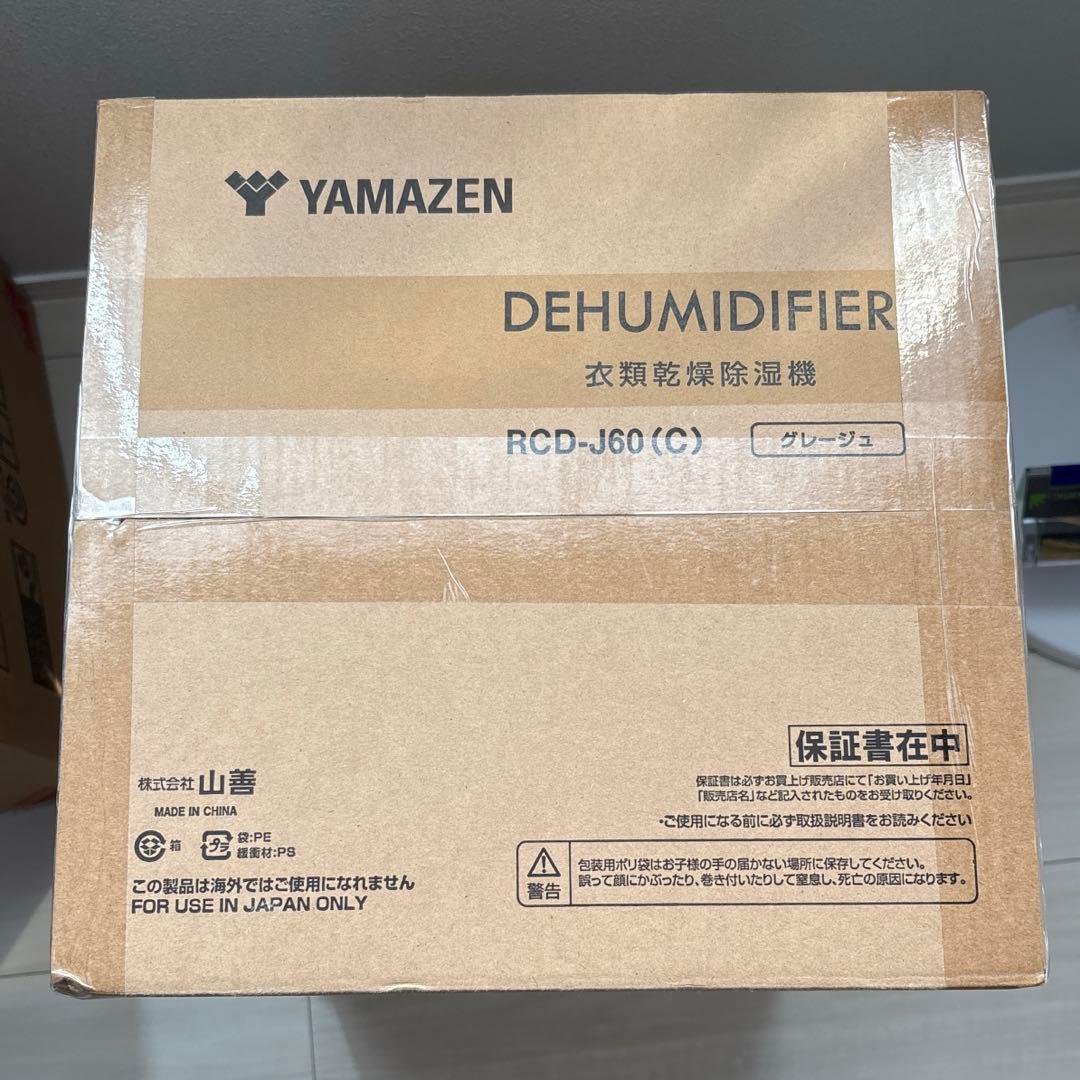 YAMAZEN
DEHUMIDIFIER
衣類乾燥除湿機
RCD-J60(C) グレージュ
保証書在中
保証書は必ずお買上げ販売店にて「お買い上げ年月日」
「販売店名」など記入されたものをお受け取りください。
・ご使用になる前に必ず取扱説明書をお読みください
警告
包装用ポリ袋はお子様の手の届かない場所に保存してください。
誤って顔にかぶったり、巻き付いたりして窒息し、死亡の原因になります。
株式会社 山善
MADE IN CHINA
箱 プラ 袋:PE
緩衝材:PS
この製品は海外ではご使用になれません
FOR USE IN JAPAN ONLY